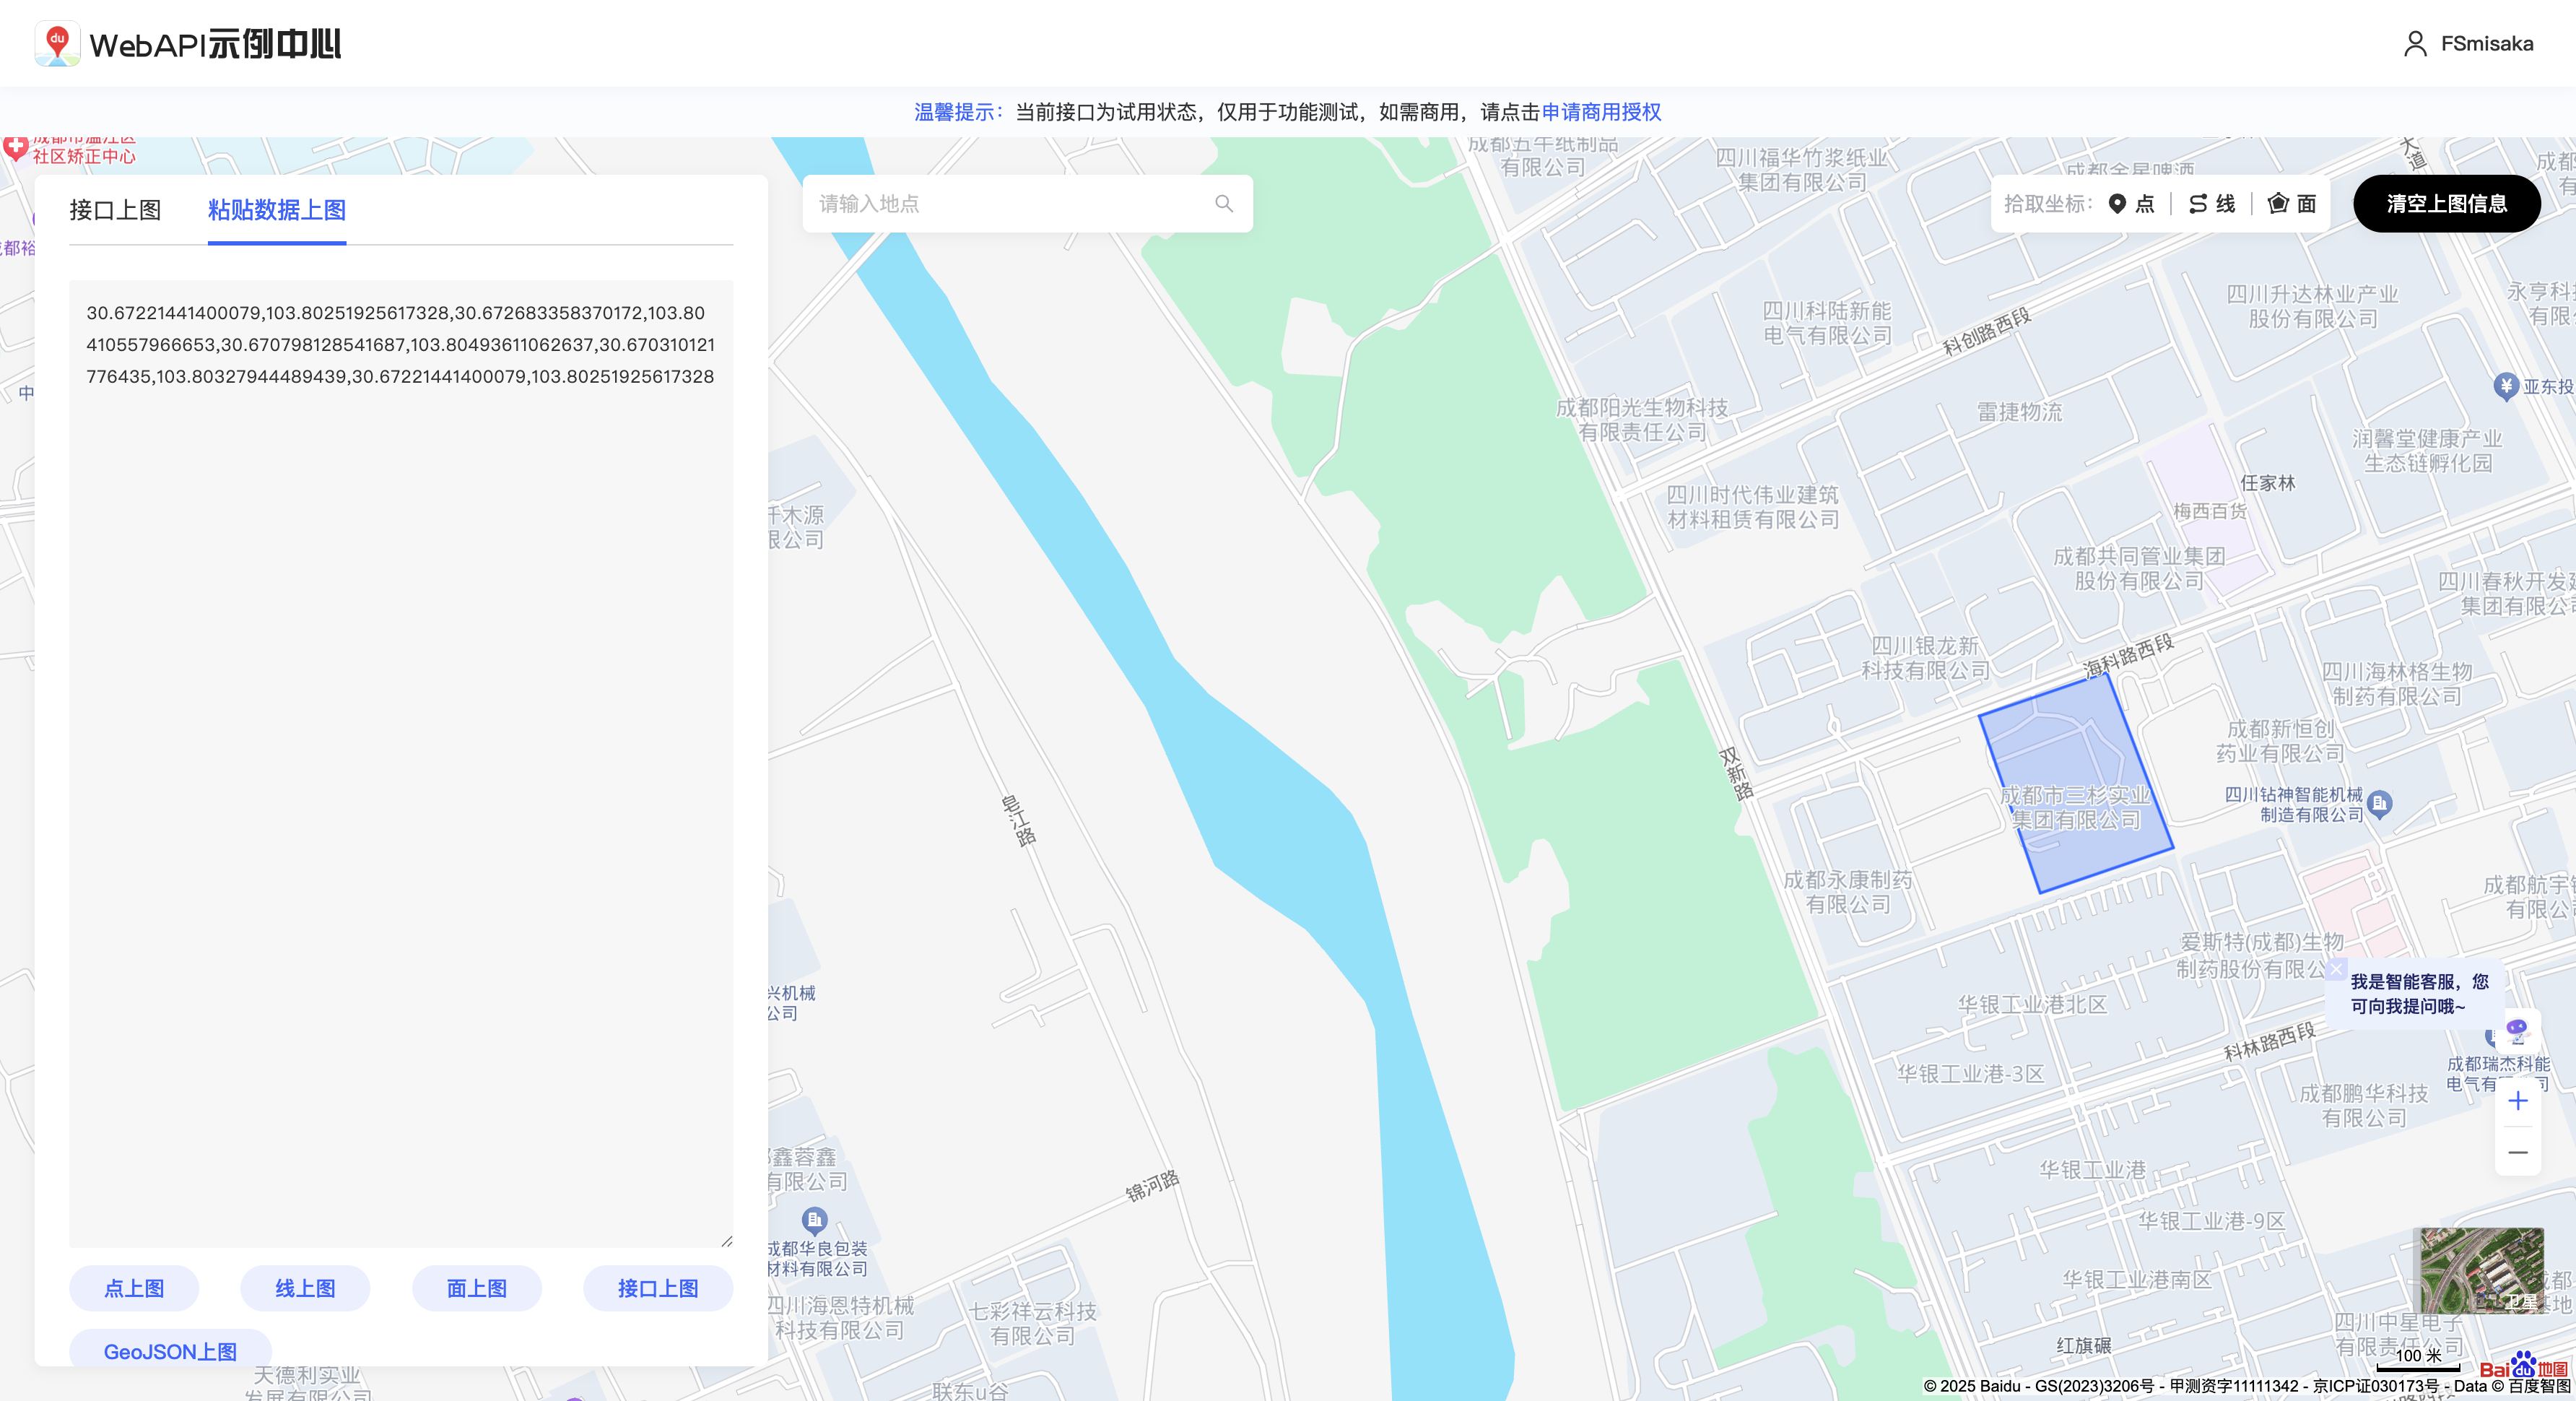 WebAPI示例中心
FSmisaka
温馨提示：当前接口为试用状态，仅用于功能测试，如需商用，请点击申请商用授权
社区矫正中心
接口上图
粘贴数据上图
请输入地点
拾取坐标：
点
线
面
清空上图信息
30.67221441400079,103.80251925617328,30.672683358370172,103.80
410557966653,30.670798128541687,103.80493611062637,30.670310121
776435,103.80327944489439,30.67221441400079,103.80251925617328
点上图
线上图
面上图
接口上图
GeoJSON上图
有限公司
四川福华竹浆纸业
集团有限公司
大道
四川科陆新能
电气有限公司
科创路西段
四川升达林业产业
股份有限公司
亚东投
成都阳光生物科技
有限责任公司
雷捷物流
润馨堂健康产业
生态链孵化园
任家林
梅西百货
四川时代伟业建筑
材料租赁有限公司
成都共同管业集团
股份有限公司
四川春秋开发建
集团有限公司
四川银龙新
科技有限公司
海科路西段
四川海林格生物
制药有限公司
成都新恒创
药业有限公司
双新路
成都市三杉实业
集团有限公司
四川钻神智能机械
制造有限公司
皂江路
成都永康制药
有限公司
爱斯特(成都)生物
制药股份有限公
我是智能客服，您
可向我提问哦~
华银工业港北区
科林路西段
华银工业港-3区
成都瑞杰科能
成都鹏华科技
有限公司
千木源
限公司
兴机械
公司
鑫蓉鑫
有限公司
锦河路
华银工业港
华银工业港-9区
成都华良包装
材料有限公司
四川海恩特机械
科技有限公司
七彩祥云科技
有限公司
华银工业港南区
卫星
四川中星电子
有限责任公司
红旗碾
100 米
天德利实业
发展有限公司
联东u谷
Bai du 地图
© 2025 Baidu - GS(2023)3206号 - 甲测资字11111342 - 京ICP证030173号 - Data © 百度智图